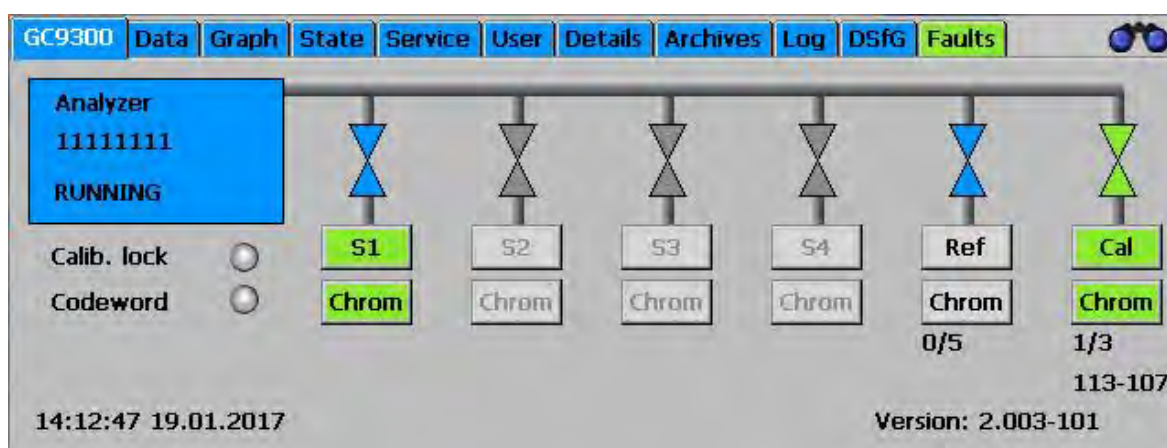 GC9300 Data Graph State Service User Details Archives Log DSfG Faults
Analyzer
11111111
RUNNING
Calib. lock
Codeword
S1 S2 S3 S4 Ref Cal
Chrom Chrom Chrom Chrom Chrom Chrom
0/5 1/3
113-107
14:12:47 19.01.2017 Version: 2.003-101